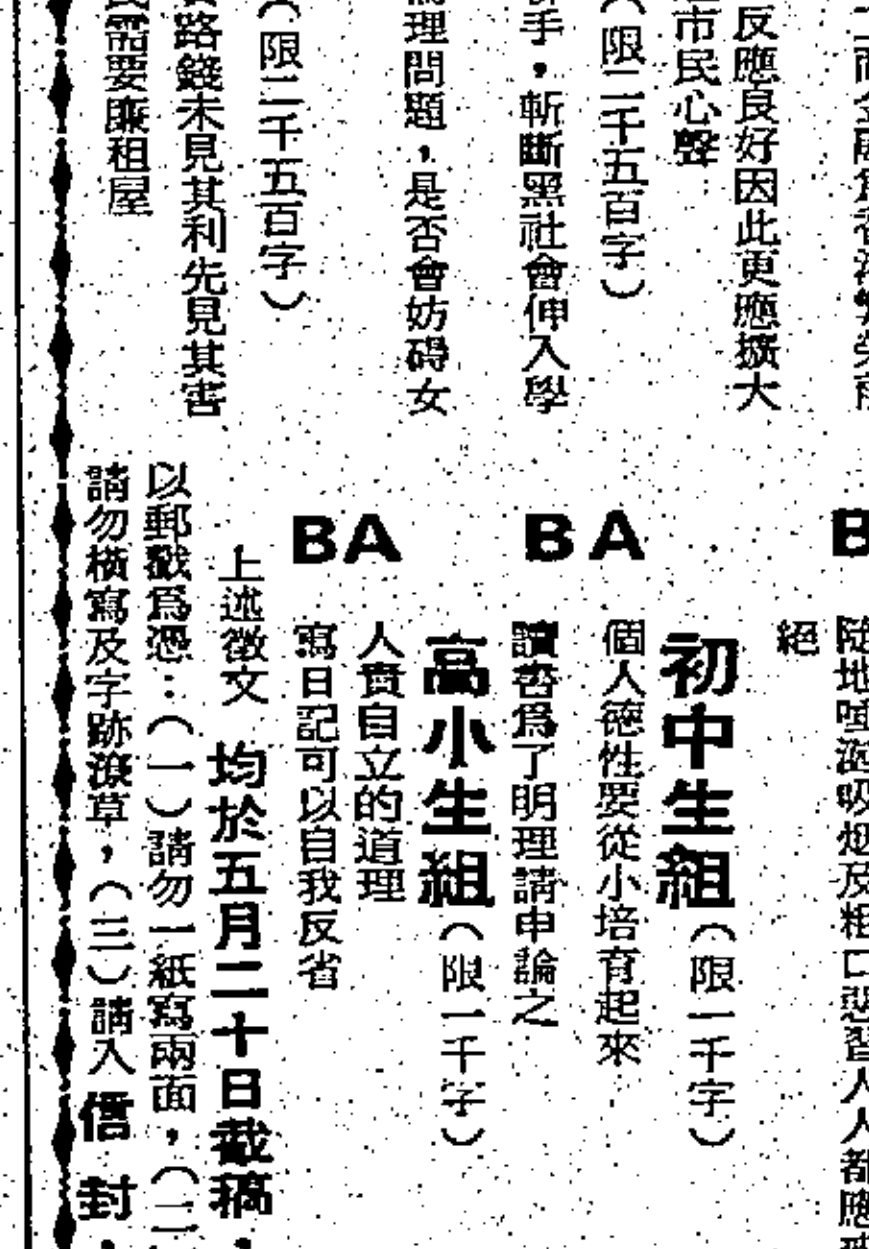 反應良好因此更應擴大
市民心聲
（限二千五百字）
手，斬斷黑社會伸入學
理問題，是否會妨碍女
（限二千五百字）
路錢未見其利先見其害
需要廉租屋
B
隨地吐痰吸烟及粗口惡習人人都應
絕
初中生組（限一千字）
A 個人德性要從小培育起來
B 讀書爲了明理請申論之
高小生組（限一千字）
A 人貴自立的道理
B 寫日記可以自我反省
上述徵文 均於五月二十日截稿，
以郵戳爲憑：（一）請勿一紙寫兩面，（二
請勿橫寫及字跡潦草，（三）請入 信封，